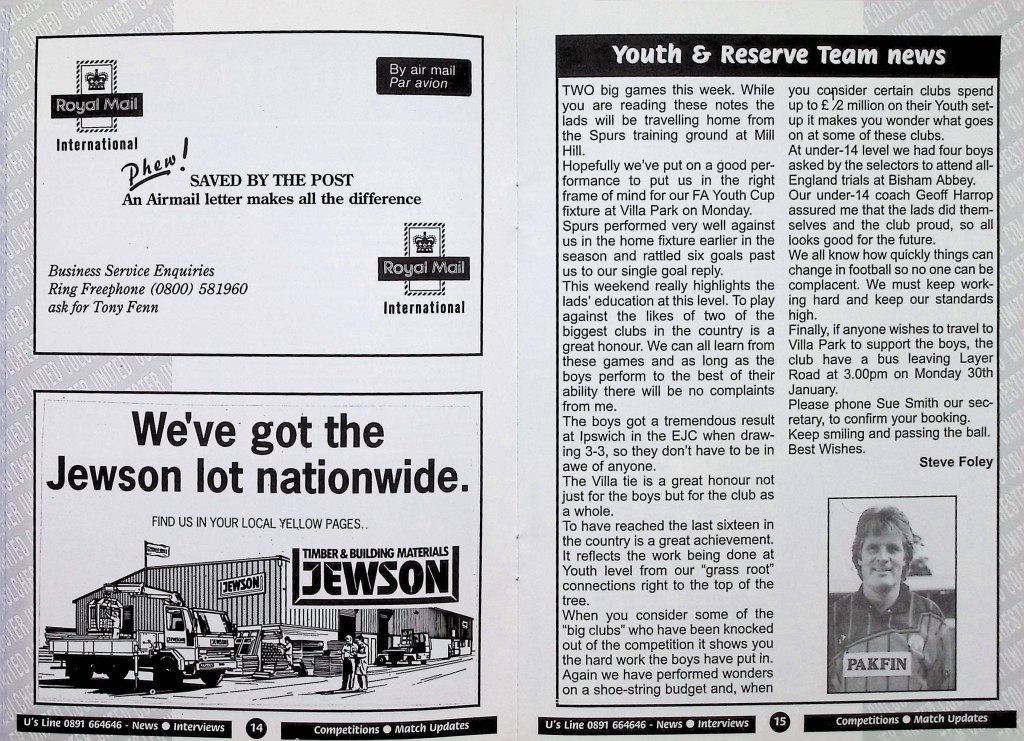 Royal Mail
International
By air mail
Par avion
Phew!
SAVED BY THE POST
An Airmail letter makes all the difference
Royal Mail
International
Business Service Enquiries
Ring Freephone (0800) 581960
ask for Tony Fenn
We've got the
Jewson lot nationwide.
FIND US IN YOUR LOCAL YELLOW PAGES..
TIMBER & BUILDING MATERIALS
JEWSON
JEWSON
U's Line 0891 664646 - News ● Interviews
14
Competitions ● Match Updates
Youth & Reserve Team news
TWO big games this week. While
you are reading these notes the
lads will be travelling home from
the Spurs training ground at Mill
Hill.
Hopefully we've put on a good per-
formance to put us in the right
frame of mind for our FA Youth Cup
fixture at Villa Park on Monday.
Spurs performed very well against
us in the home fixture earlier in the
season and rattled six goals past
us to our single goal reply.
This weekend really highlights the
lads' education at this level. To play
against the likes of two of the
biggest clubs in the country is a
great honour. We can all learn from
these games and as long as the
boys perform to the best of their
ability there will be no complaints
from me.
The boys got a tremendous result
at Ipswich in the EJC when draw-
ing 3-3, so they don't have to be in
awe of anyone.
The Villa tie is a great honour not
just for the boys but for the club as
a whole.
To have reached the last sixteen in
the country is a great achievement.
It reflects the work being done at
Youth level from our "grass root"
connections right to the top of the
tree.
When you consider some of the
"big clubs" who have been knocked
out of the competition it shows you
the hard work the boys have put in.
Again we have performed wonders
on a shoe-string budget and, when
you consider certain clubs spend
up to £ /2 million on their Youth set-
up it makes you wonder what goes
on at some of these clubs.
At under-14 level we had four boys
asked by the selectors to attend all-
England trials at Bisham Abbey.
Our under-14 coach Geoff Harrop
assured me that the lads did them-
selves and the club proud, so all
looks good for the future.
We all know how quickly things can
change in football so no one can be
complacent. We must keep work-
ing hard and keep our standards
high.
Finally, if anyone wishes to travel to
Villa Park to support the boys, the
club have a bus leaving Layer
Road at 3.00pm on Monday 30th
January.
Please phone Sue Smith our sec-
retary, to confirm your booking.
Keep smiling and passing the ball.
Best Wishes.
Steve Foley
PAKFIN
U's Line 0891 664646 - News ● Interviews
15
Competitions ● Match Updates